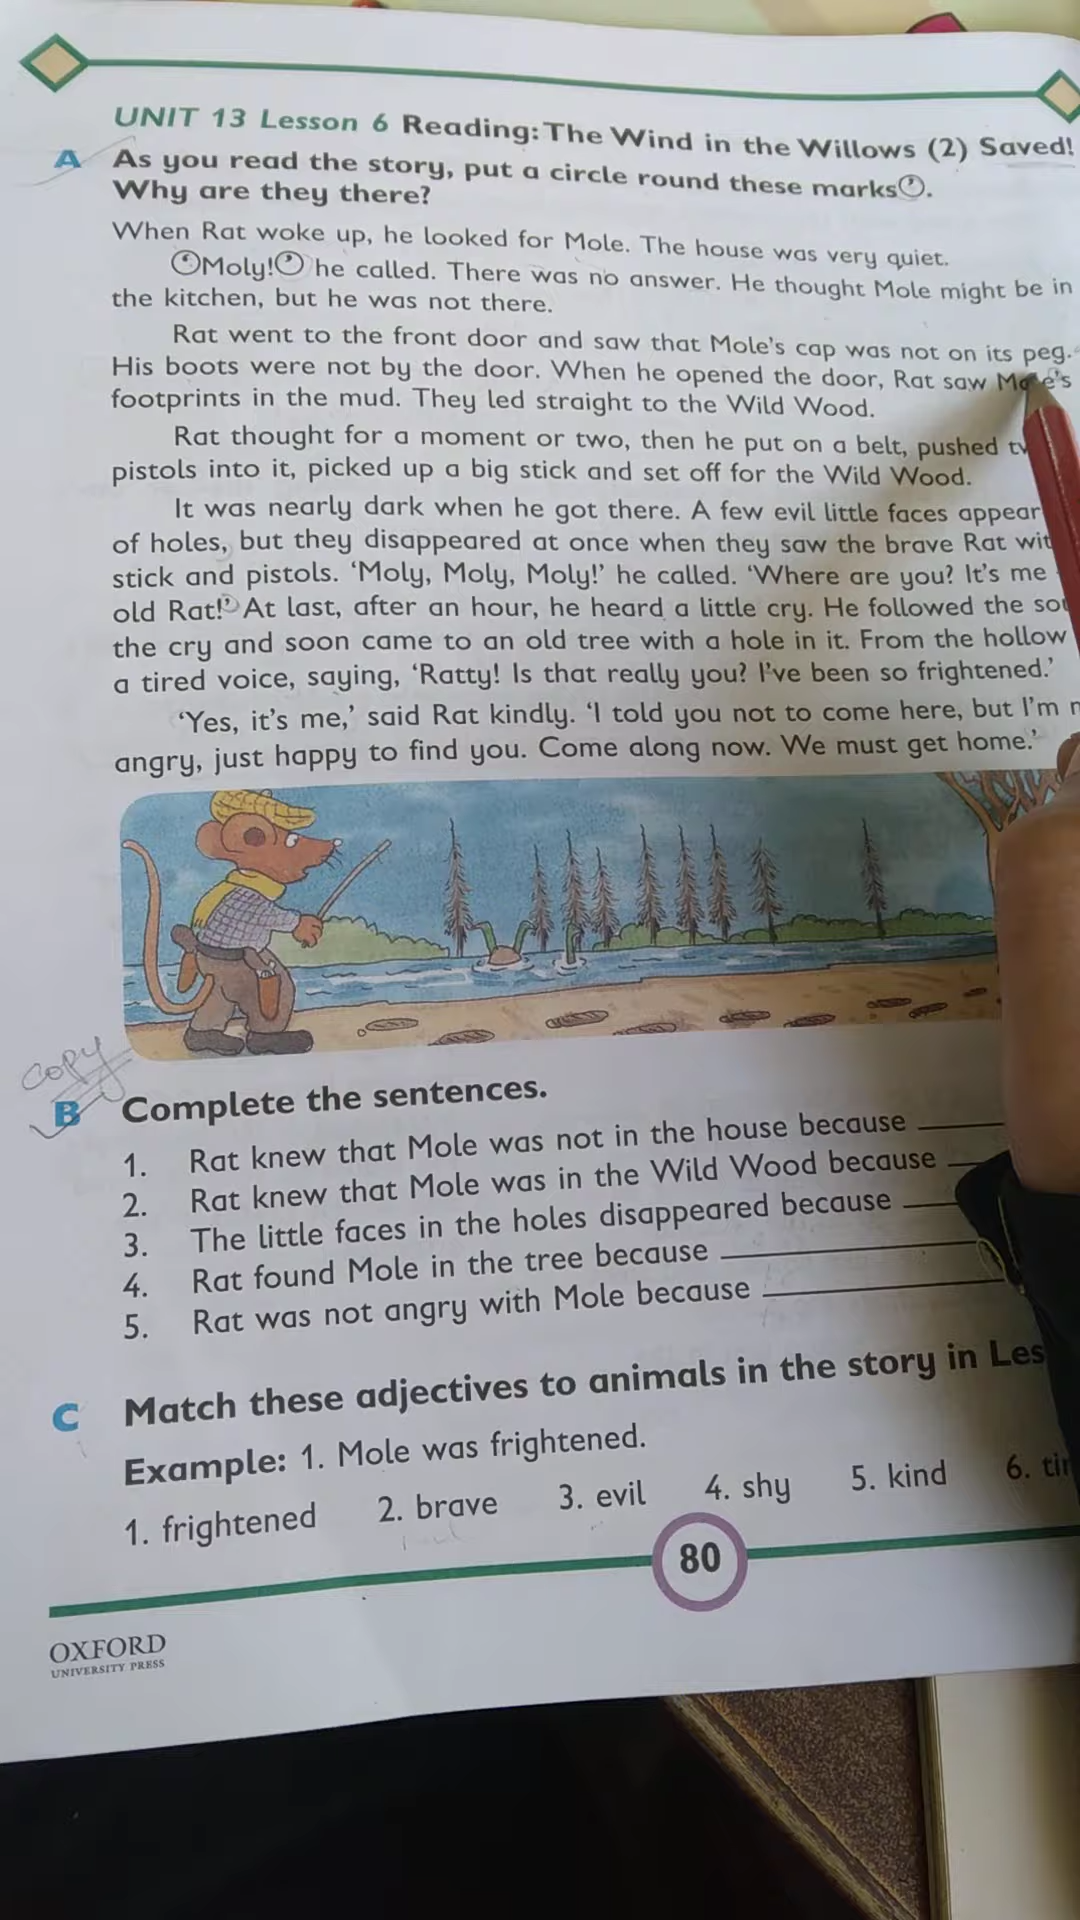 UNIT 13 Lesson 6 Reading: The Wind in the Willows (2) Saved!
A As you read the story, put a circle round these marks ’.
Why are they there?
When Rat woke up, he looked for Mole. The house was very quiet.
‘Moly!’ he called. There was no answer. He thought Mole might be in
the kitchen, but he was not there.
Rat went to the front door and saw that Mole’s cap was not on its peg.
His boots were not by the door. When he opened the door, Rat saw Mole’s
footprints in the mud. They led straight to the Wild Wood.
Rat thought for a moment or two, then he put on a belt, pushed
pistols into it, picked up a big stick and set off for the Wild Wood.
It was nearly dark when he got there. A few evil little faces appear
of holes, but they disappeared at once when they saw the brave Rat
stick and pistols. ‘Moly, Moly, Moly!’ he called. ‘Where are you? It’s me
old Rat!’ At last, after an hour, he heard a little cry. He followed the
the cry and soon came to an old tree with a hole in it. From the hollow
a tired voice, saying, ‘Ratty! Is that really you? I’ve been so frightened.’
‘Yes, it’s me,’ said Rat kindly. ‘I told you not to come here, but I’m
angry, just happy to find you. Come along now. We must get home.’
copy
B Complete the sentences.
1. Rat knew that Mole was not in the house because
2. Rat knew that Mole was in the Wild Wood because
3. The little faces in the holes disappeared because
4. Rat found Mole in the tree because
5. Rat was not angry with Mole because
C Match these adjectives to animals in the story in Les
Example: 1. Mole was frightened.
1. frightened 2. brave 3. evil 4. shy 5. kind 6.
80
OXFORD
UNIVERSITY PRESS